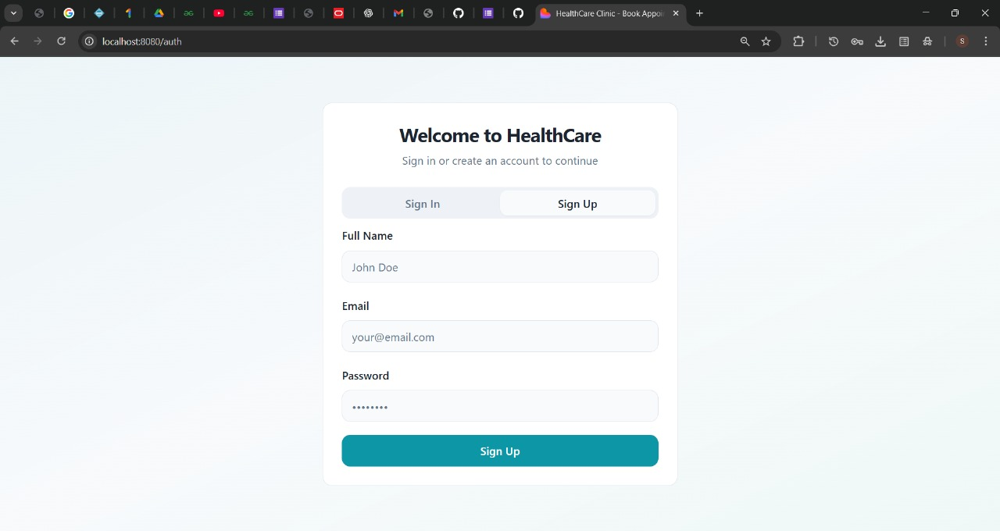 HealthCare Clinic - Book Appoi
localhost:8080/auth
S
Welcome to HealthCare
Sign in or create an account to continue
Sign In
Sign Up
Full Name
John Doe
Email
your@email.com
Password
••••••••
Sign Up